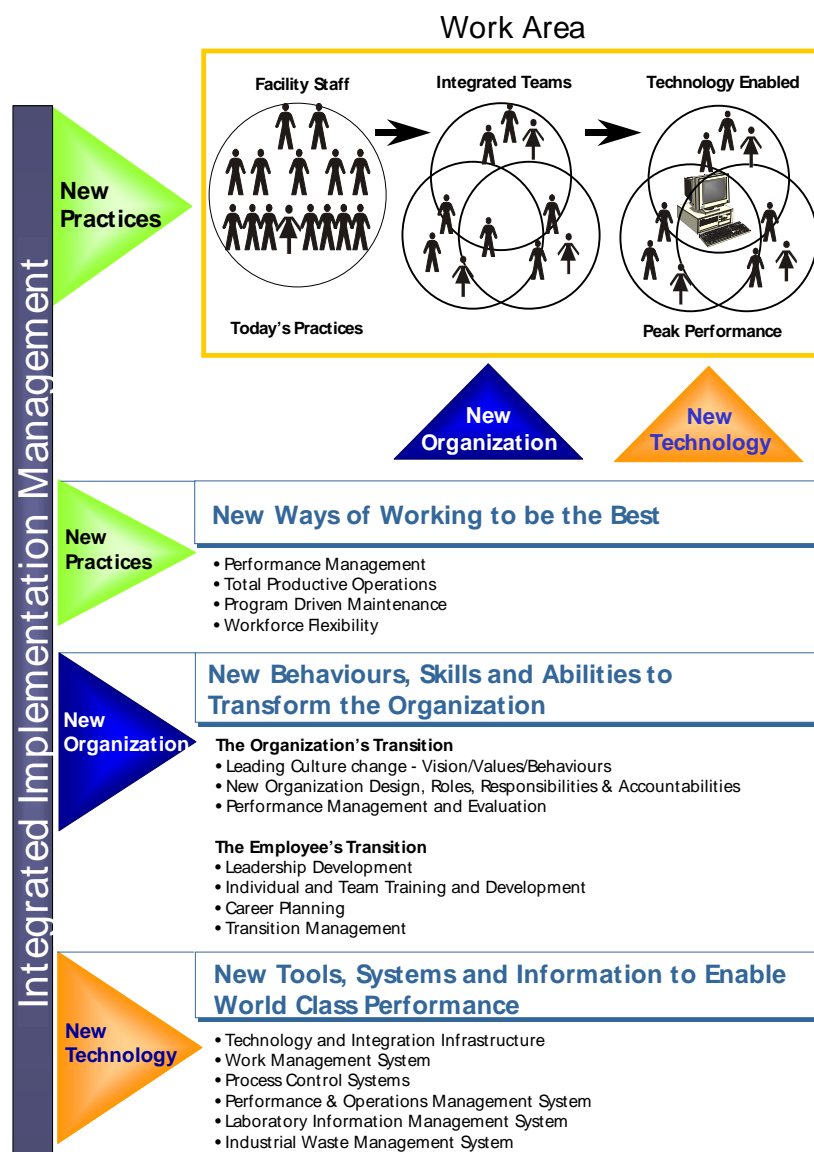 Work Area
Facility Staff
Integrated Teams
Technology Enabled
New
Practices
Today's Practices
Peak Performance
New
Organization
New
Technology
Integrated Implementation Management
New
Practices
New Ways of Working to be the Best
• Performance Management
• Total Productive Operations
• Program Driven Maintenance
• Workforce Flexibility
New
Organization
New Behaviours, Skills and Abilities to
Transform the Organization
The Organization's Transition
• Leading Culture change - Vision/Values/Behaviours
• New Organization Design, Roles, Responsibilities & Accountabilities
• Performance Management and Evaluation
The Employee's Transition
• Leadership Development
• Individual and Team Training and Development
• Career Planning
• Transition Management
New
Technology
New Tools, Systems and Information to Enable
World Class Performance
• Technology and Integration Infrastructure
• Work Management System
• Process Control Systems
• Performance & Operations Management System
• Laboratory Information Management System
• Industrial Waste Management System